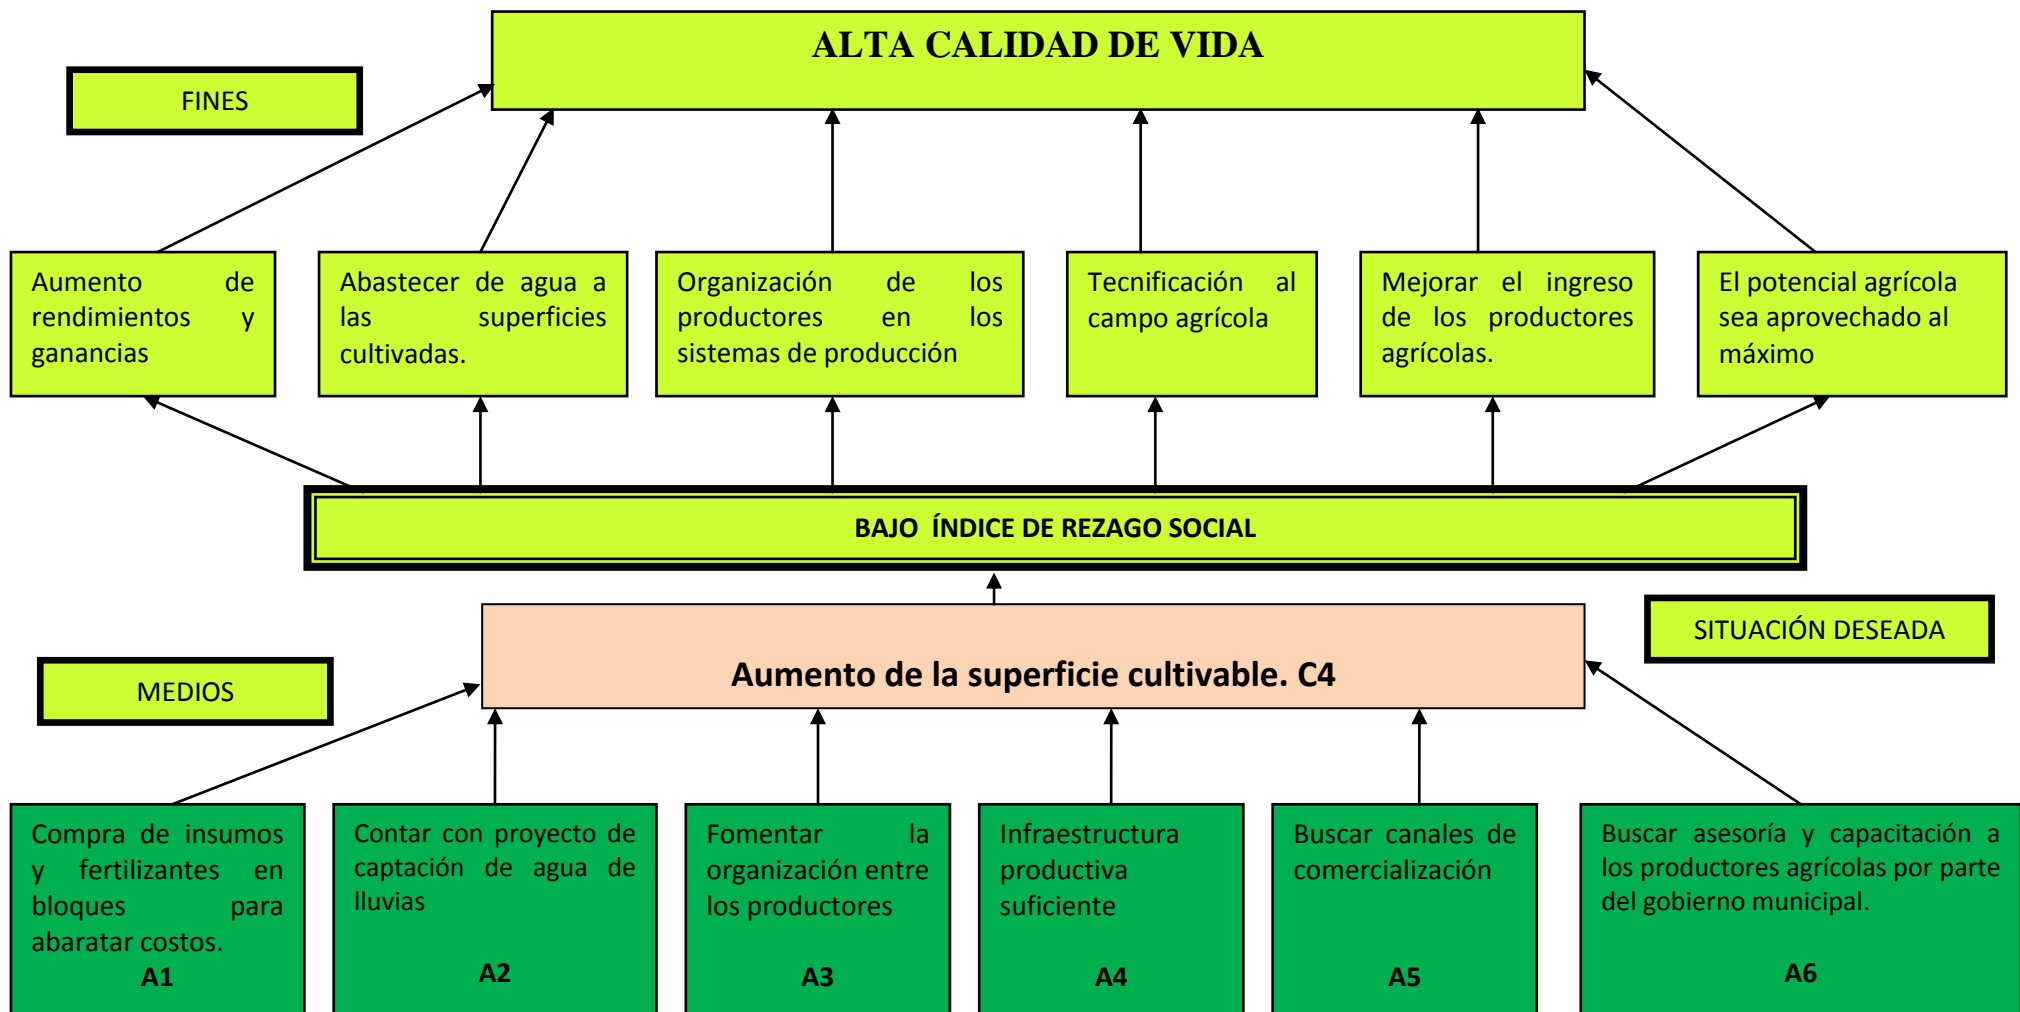 ALTA CALIDAD DE VIDA
FINES
Aumento de
rendimientos y
ganancias
Abastecer de agua a
las superficies
cultivadas.
Organización de los
productores en los
sistemas de producción
Tecnificación al
campo agrícola
Mejorar el ingreso
de los productores
agrícolas.
El potencial agrícola
sea aprovechado al
máximo
BAJO ÍNDICE DE REZAGO SOCIAL
SITUACIÓN DESEADA
Aumento de la superficie cultivable. C4
MEDIOS
Compra de insumos
y fertilizantes en
bloques para
abaratar costos.
A1
Contar con proyecto de
captación de agua de
lluvias
A2
Fomentar la
organización entre
los productores
A3
Infraestructura
productiva
suficiente
A4
Buscar canales de
comercialización
A5
Buscar asesoría y capacitación a
los productores agrícolas por parte
del gobierno municipal.
A6